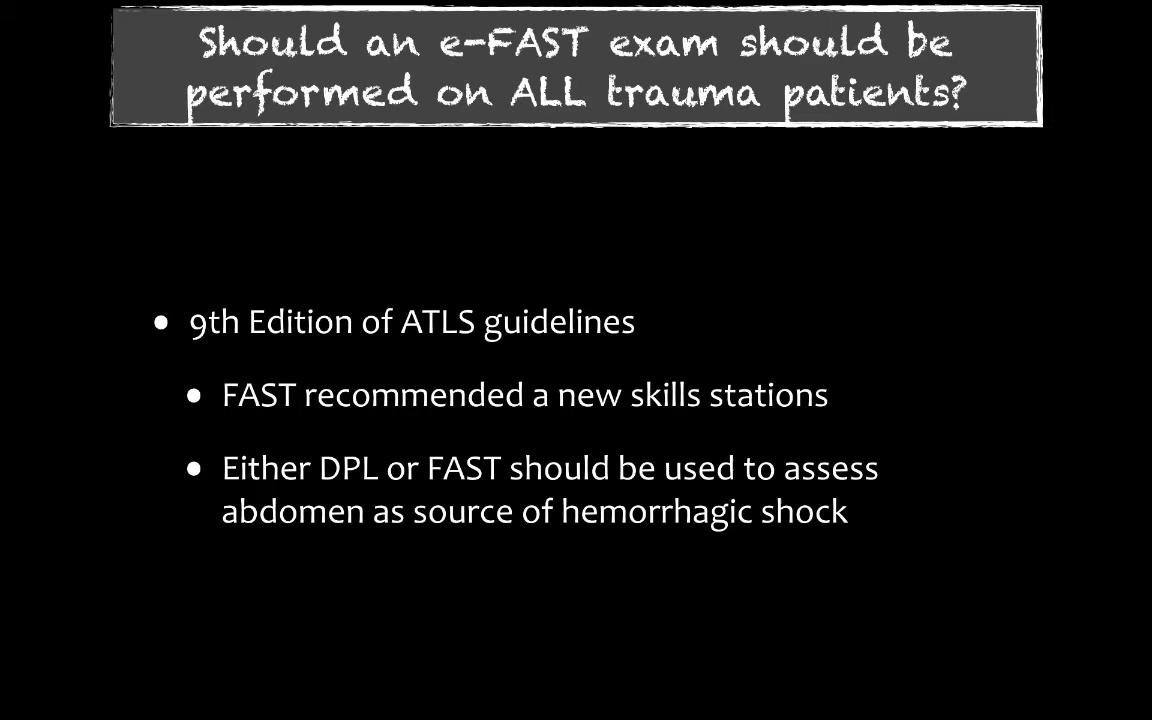 Should an e-FAST exam should be
performed on ALL trauma patients?
• 9th Edition of ATLS guidelines
• FAST recommended a new skills stations
• Either DPL or FAST should be used to assess
abdomen as source of hemorrhagic shock